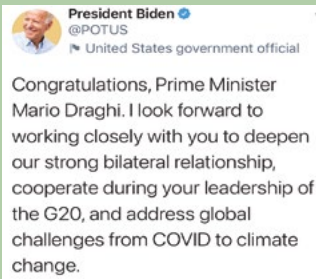 President Biden
@POTUS
United States government official
Congratulations, Prime Minister
Mario Draghi. I look forward to
working closely with you to deepen
our strong bilateral relationship,
cooperate during your leadership of
the G20, and address global
challenges from COVID to climate
change.